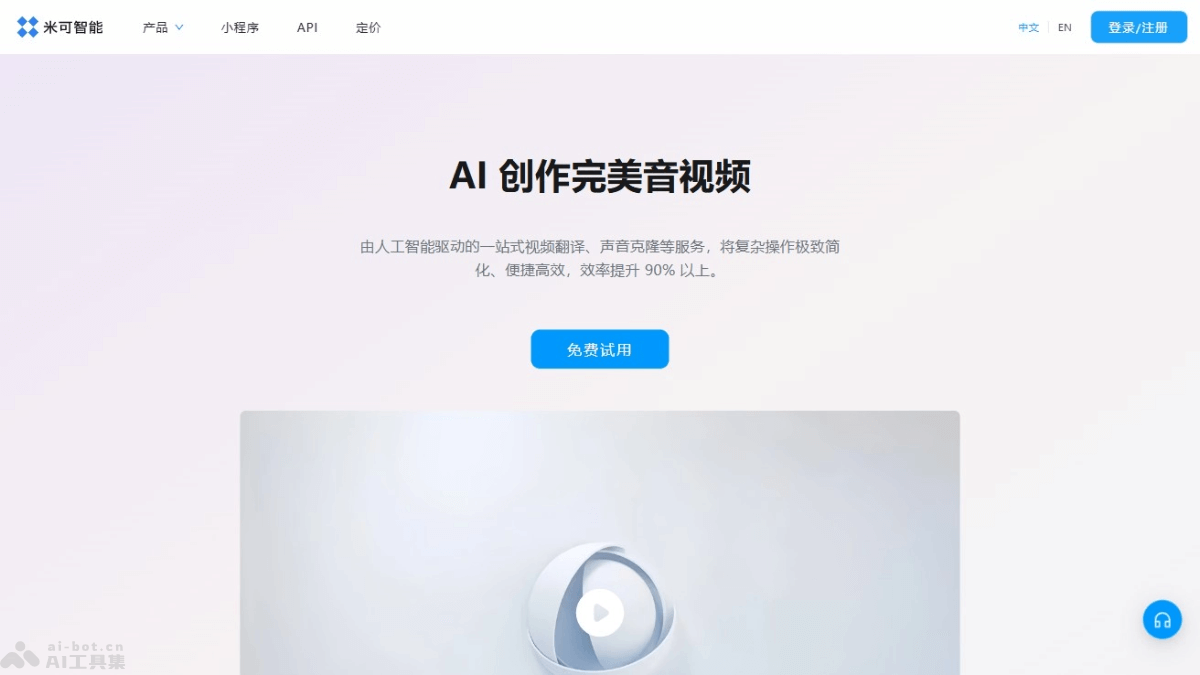 米可智能
产品
小程序
API
定价
中文
EN
登录/注册
AI 创作完美音视频
由人工智能驱动的一站式视频翻译、声音克隆等服务，将复杂操作极致简
化、便捷高效，效率提升 90% 以上。
免费试用
ai-bot.cn
AI工具集